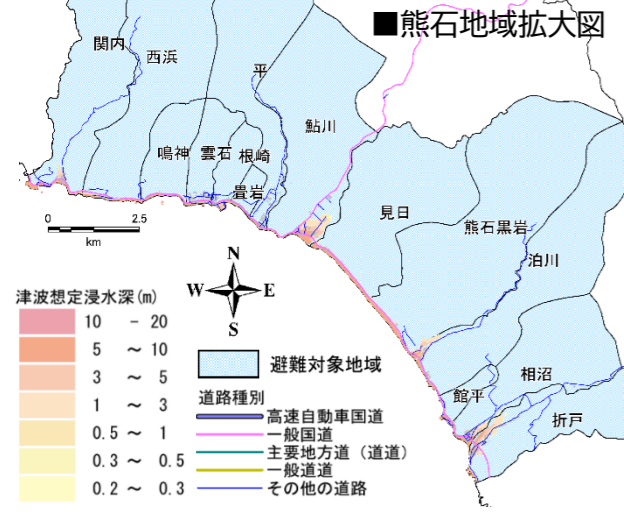 ■熊石地域拡大図
関内
西浜
平
鮎川
鳴神
雲石
根崎
畳岩
見日
熊石黒岩
泊川
相沼
館平
折戸
0 2.5
km
N
W E
S
津波想定浸水深(m)
10 - 20
5 ～ 10
3 ～ 5
1 ～ 3
0.5 ～ 1
0.3 ～ 0.5
0.2 ～ 0.3
避難対象地域
道路種別
高速自動車国道
一般国道
主要地方道（道道）
一般道道
その他の道路